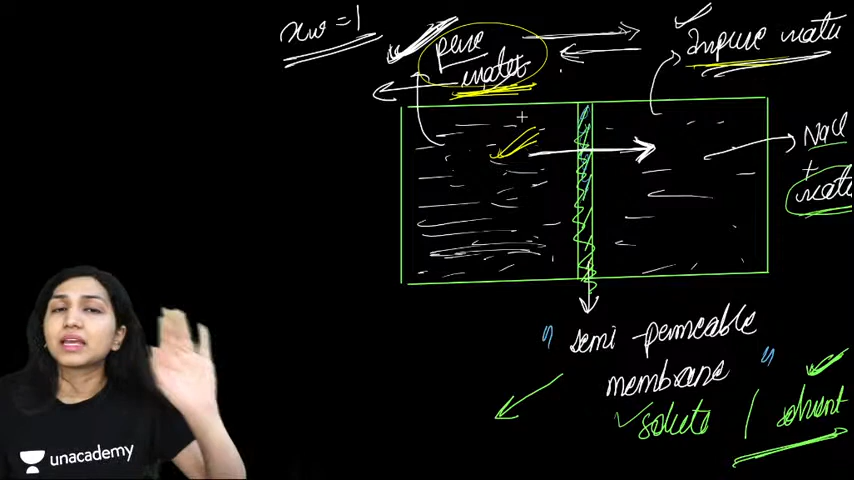 xw = 1
pure
water
Impure water
NaCl
+
water
semi-permeable
membrane
solute / solvent
unacademy